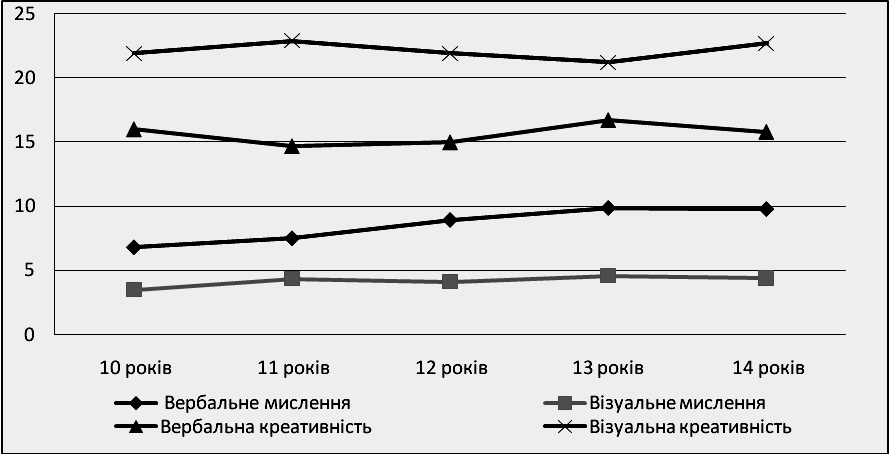 25
20
15
10
5
0
10 років 11 років 12 років 13 років 14 років
Вербальне мислення Візуальне мислення
Вербальна креативність Візуальна креативність